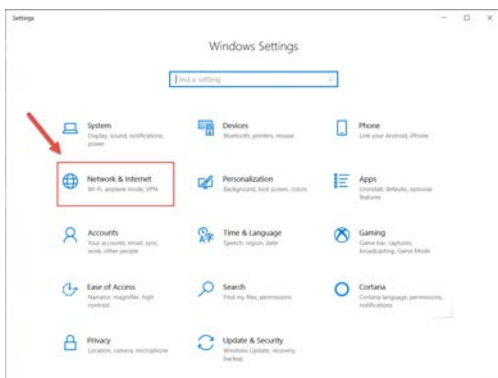 Settings
Windows Settings
Find a setting
System
Display, sound, notifications,
power
Devices
Bluetooth, printers, mouse
Phone
Link your Android, iPhone
Network & Internet
Wi-Fi, airplane mode, VPN
Personalization
Background, lock screen, colors
Apps
Uninstall, defaults, optional
features
Accounts
Your accounts, email, sync,
work, other people
Time & Language
Speech, region, date
Gaming
Game bar, captures,
broadcasting, Game Mode
Ease of Access
Narrator, magnifier, high
contrast
Search
Find my files, permissions
Cortana
Cortana language, permissions,
notifications
Privacy
Location, camera, microphone
Update & Security
Windows Update, recovery,
backup